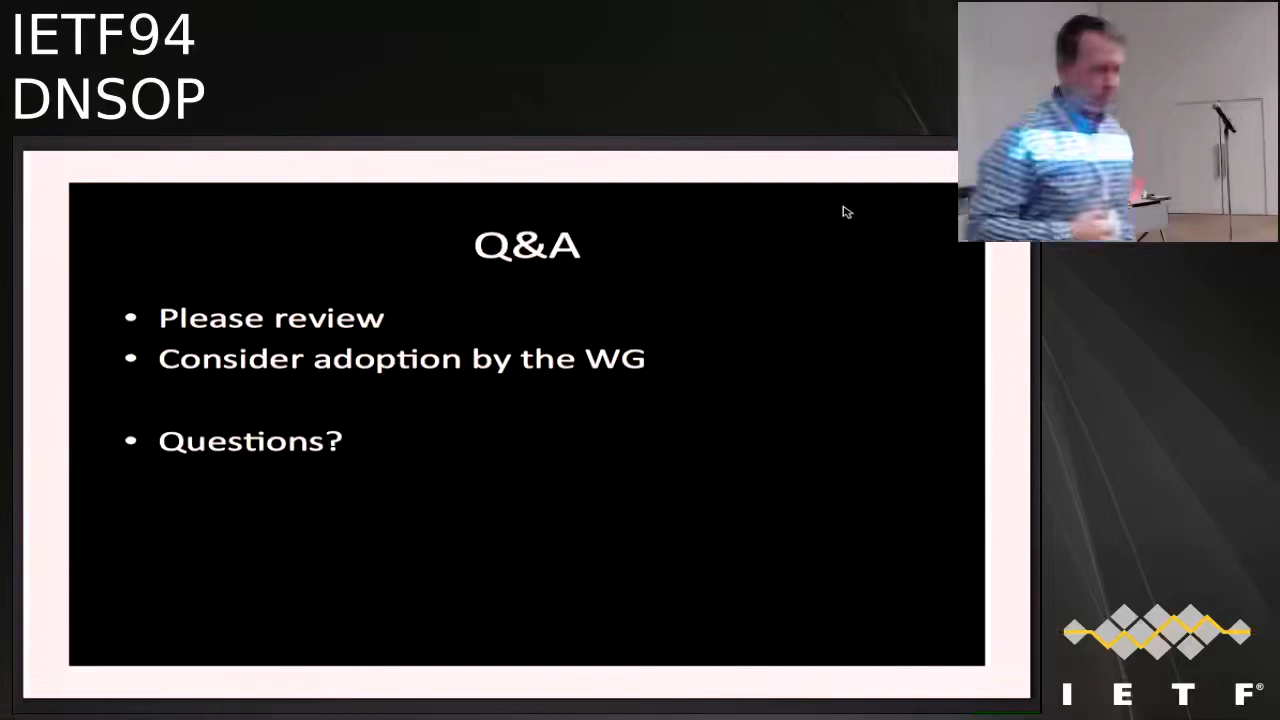 IETF94
DNSOP
Q&A
• Please review
• Consider adoption by the WG
• Questions?
I E T F®